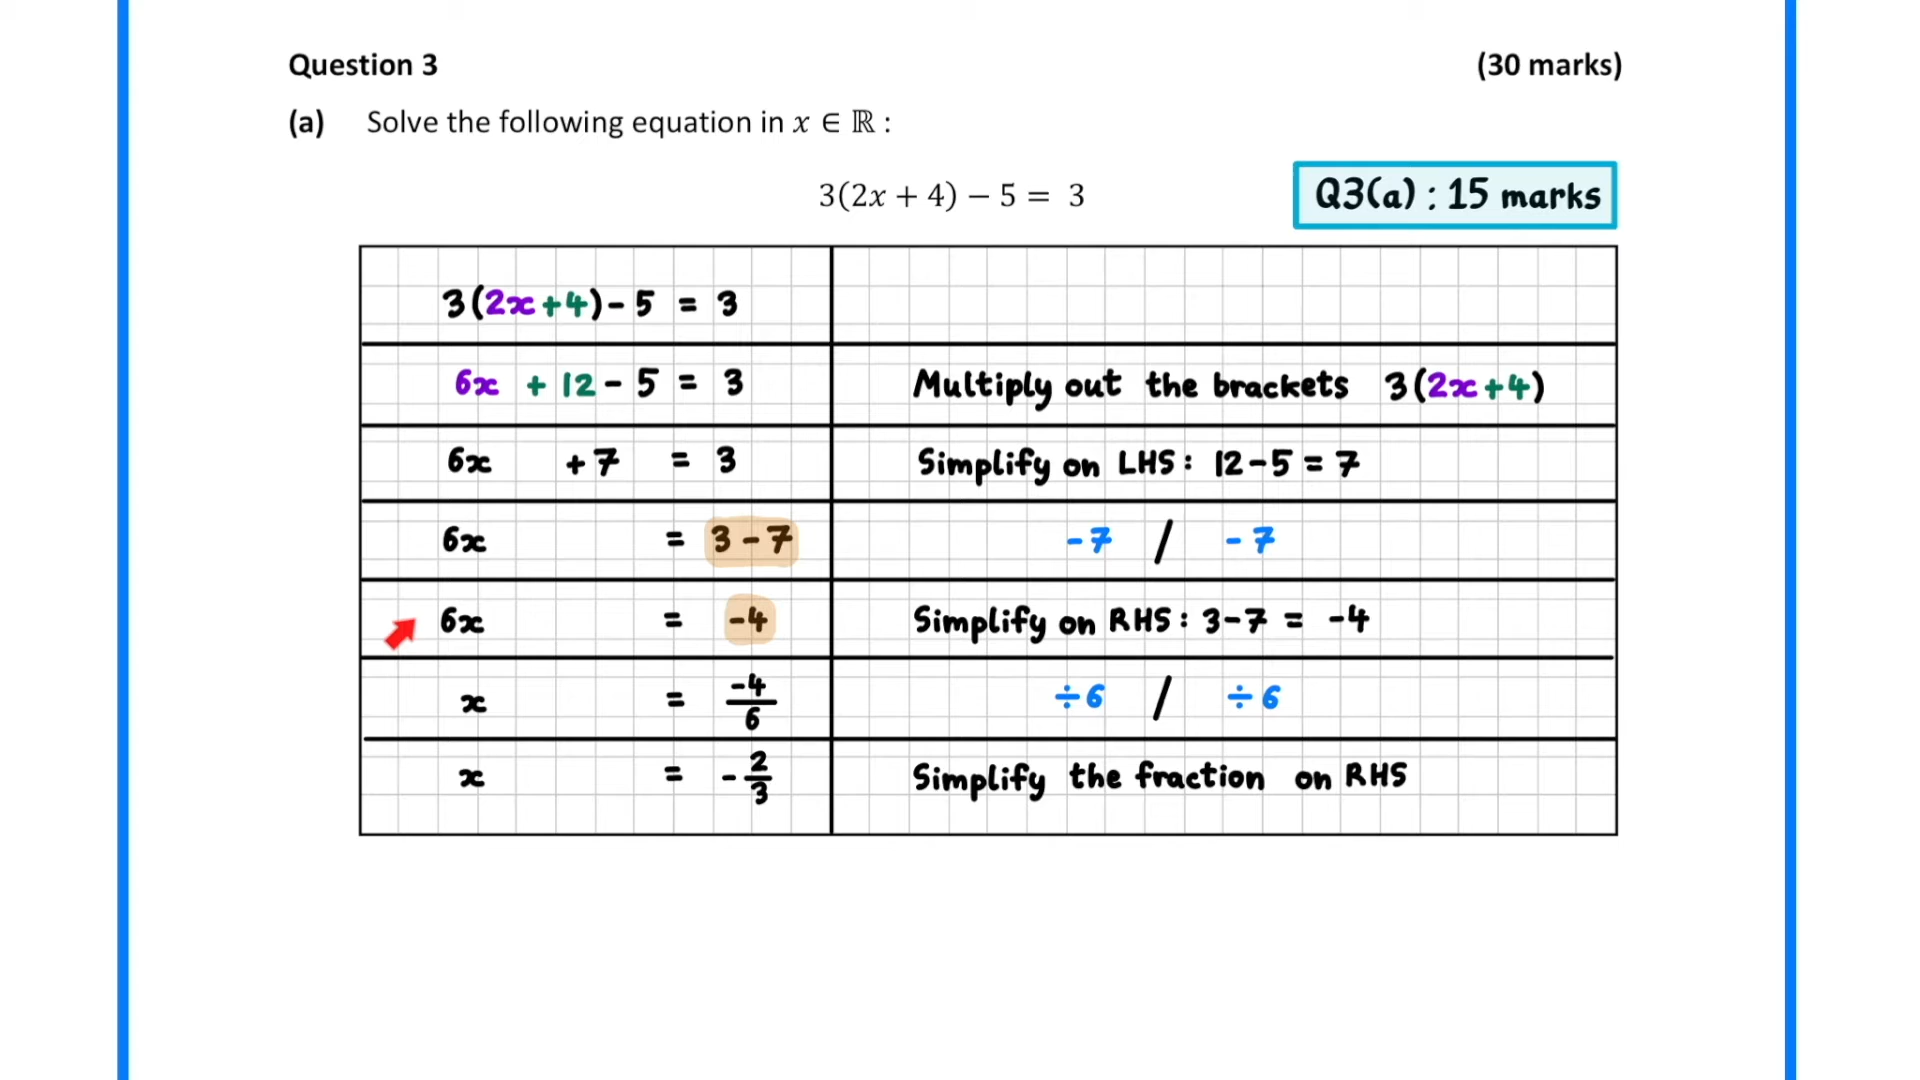 Question 3 (30 marks)
(a) Solve the following equation in x ∈ ℝ :
3(2x + 4) − 5 = 3
Q3(a) : 15 marks
3(2x+4)-5 = 3
6x +12-5 = 3 Multiply out the brackets 3(2x+4)
6x +7 = 3 Simplify on LHS: 12-5=7
6x = 3-7 -7 / -7
6x = -4 Simplify on RHS: 3-7 = -4
x = -4/6 ÷6 / ÷6
x = -2/3 Simplify the fraction on RHS